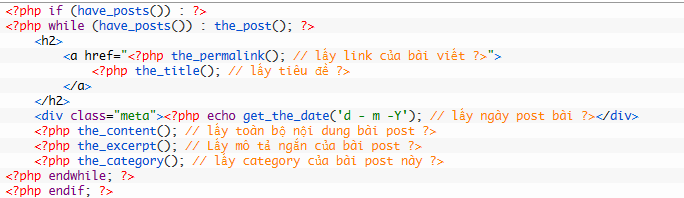 <?php if (have_posts()) : ?>
<?php while (have_posts()) : the_post(); ?>
<h2>
<a href="<?php the_permalink(); // lấy link của bài viết ?>">
<?php the_title(); // lấy tiêu đề ?>
</a>
</h2>
<div class="meta"><?php echo get_the_date('d - m -Y'); // lấy ngày post bài ?></div>
<?php the_content(); // lấy toàn bộ nội dung bài post ?>
<?php the_excerpt(); // Lấy mô tả ngắn của bài post ?>
<?php the_category(); // lấy category của bài post này ?>
<?php endwhile; ?>
<?php endif; ?>